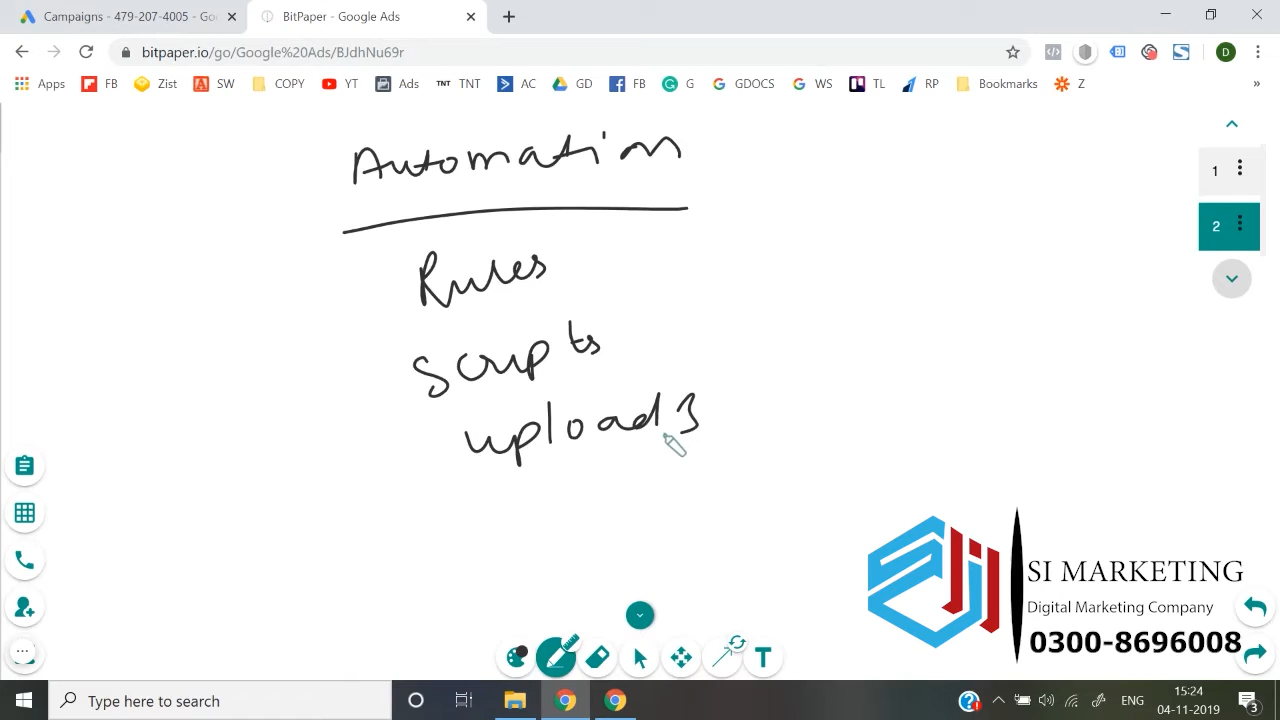 Campaigns - 479-207-4005 - Go
BitPaper - Google Ads
bitpaper.io/go/Google%20Ads/BJdhNu69r
D
Apps FB Zist SW COPY YT Ads TNT TNT AC GD FB G GDOCS WS TL RP Bookmarks Z »
Automation
1
2
Rules
Scripts
uploads
SI MARKETING
Digital Marketing Company
0300-8696008
T
Type here to search
ENG
15:24
04-11-2019
3